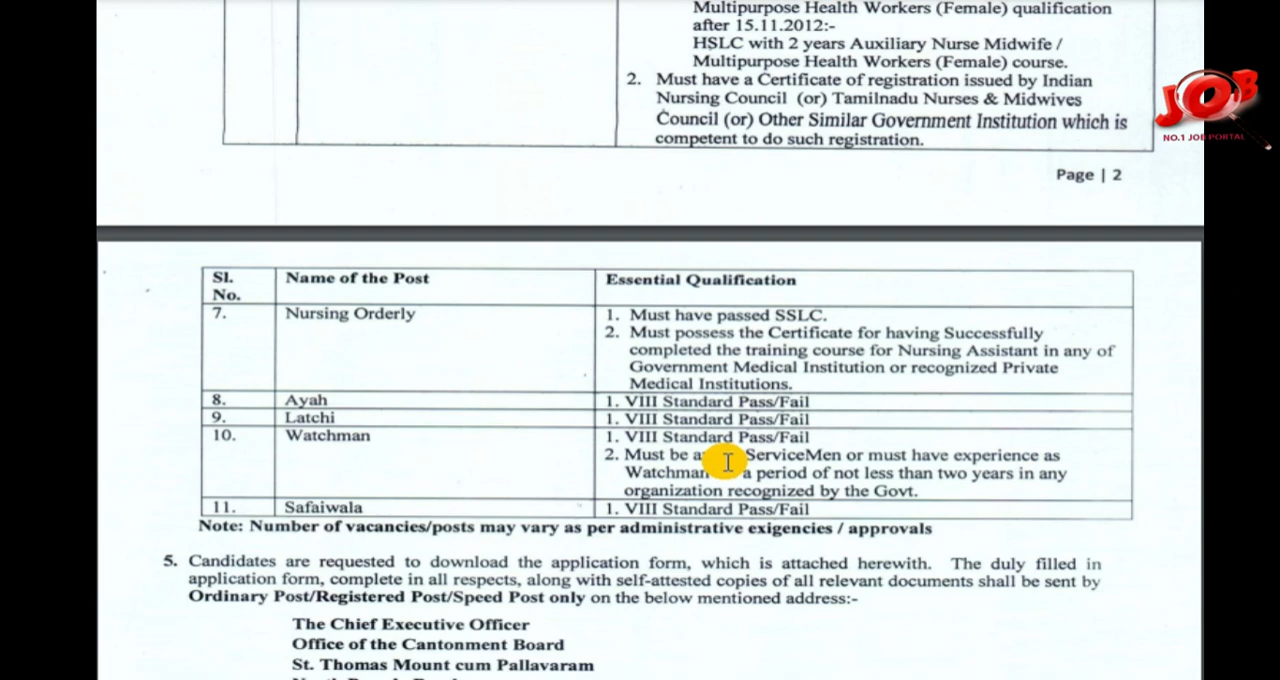 Multipurpose Health Workers (Female) qualification
after 15.11.2012:-
HSLC with 2 years Auxiliary Nurse Midwife /
Multipurpose Health Workers (Female) course.
2. Must have a Certificate of registration issued by Indian
Nursing Council (or) Tamilnadu Nurses & Midwives
Council (or) Other Similar Government Institution which is
competent to do such registration.
JOB
NO.1 JOB PORTAL
Page | 2
Sl. No. Name of the Post Essential Qualification
7. Nursing Orderly 1. Must have passed SSLC.
2. Must possess the Certificate for having Successfully
completed the training course for Nursing Assistant in any of
Government Medical Institution or recognized Private
Medical Institutions.
8. Ayah 1. VIII Standard Pass/Fail
9. Latchi 1. VIII Standard Pass/Fail
10. Watchman 1. VIII Standard Pass/Fail
2. Must be ServiceMen or must have experience as
Watchman a period of not less than two years in any
organization recognized by the Govt.
11. Safaiwala 1. VIII Standard Pass/Fail
Note: Number of vacancies/posts may vary as per administrative exigencies / approvals
5. Candidates are requested to download the application form, which is attached herewith. The duly filled in
application form, complete in all respects, along with self-attested copies of all relevant documents shall be sent by
Ordinary Post/Registered Post/Speed Post only on the below mentioned address:-
The Chief Executive Officer
Office of the Cantonment Board
St. Thomas Mount cum Pallavaram